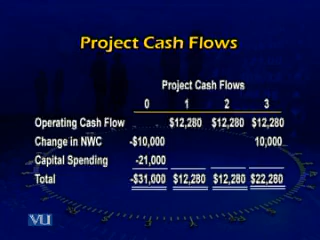 Project Cash Flows
Project Cash Flows
0 1 2 3
Operating Cash Flow $12,280 $12,280 $12,280
Change in NWC -$10,000 10,000
Capital Spending -21,000
Total -$31,000 $12,280 $12,280 $22,280
VU